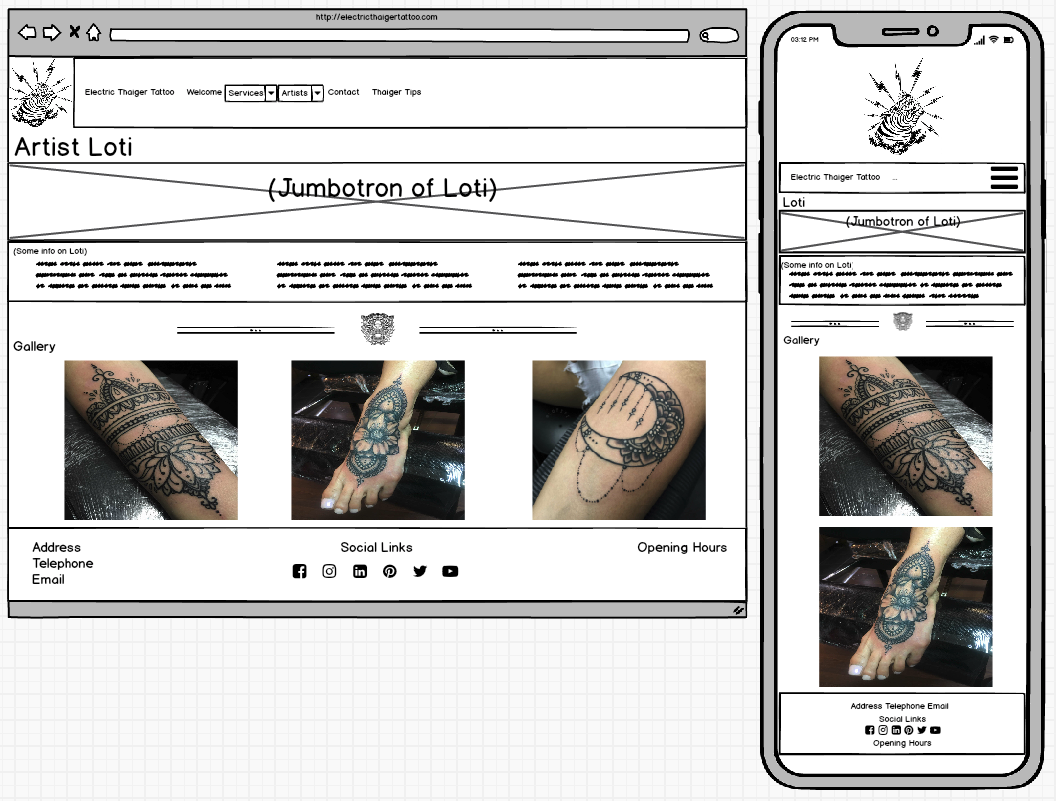 http://electricthaigertattoo.com
Electric Thaiger Tattoo Welcome Services Artists Contact Thaiger Tips
Artist Loti
(Jumbotron of Loti)
(Some info on Loti)
Gallery
Address
Telephone
Email
Social Links
Opening Hours
03:12 PM
Electric Thaiger Tattoo ...
Loti
(Jumbotron of Loti)
(Some info on Loti)
Gallery
Address Telephone Email
Social Links
Opening Hours